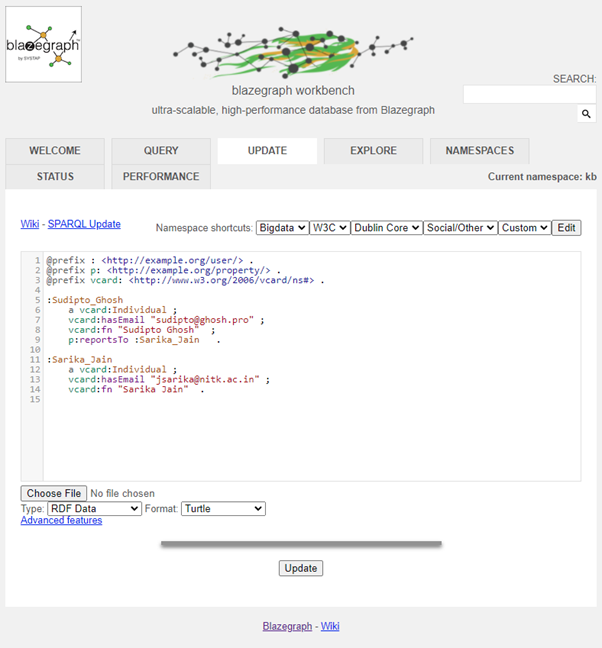 blazegraph™
by SYSTAP
blazegraph workbench
ultra-scalable, high-performance database from Blazegraph
SEARCH:
WELCOME QUERY UPDATE EXPLORE NAMESPACES
STATUS PERFORMANCE Current namespace: kb
Wiki - SPARQL Update Namespace shortcuts: Bigdata W3C Dublin Core Social/Other Custom Edit
1 @prefix : <http://example.org/user/> .
2 @prefix p: <http://example.org/property/> .
3 @prefix vcard: <http://www.w3.org/2006/vcard/ns#> .
4
5 :Sudipto_Ghosh
6 a vcard:Individual ;
7 vcard:hasEmail "sudipto@ghosh.pro" ;
8 vcard:fn "Sudipto Ghosh" ;
9 p:reportsTo :Sarika_Jain .
10
11 :Sarika_Jain
12 a vcard:Individual ;
13 vcard:hasEmail "jsarika@nitk.ac.in" ;
14 vcard:fn "Sarika Jain" .
15
Choose File No file chosen
Type: RDF Data Format: Turtle
Advanced features
Update
Blazegraph - Wiki